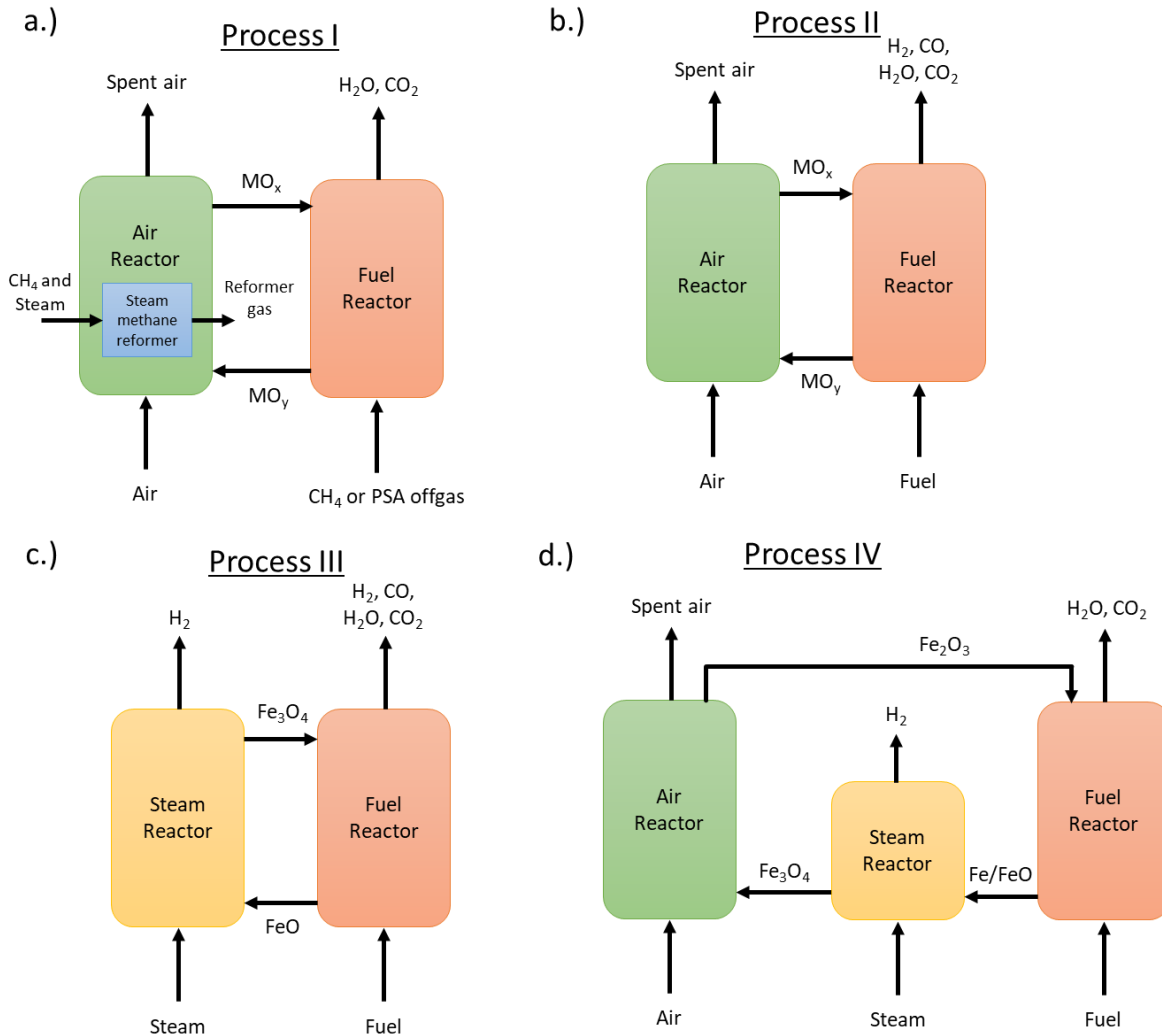 a.)
Process I
Spent air
H₂O, CO₂
MOₓ
Air
Reactor
Fuel
Reactor
CH₄ and
Steam
Steam
methane
reformer
Reformer
gas
MOᵧ
Air
CH₄ or PSA offgas
b.)
Process II
Spent air
H₂, CO,
H₂O, CO₂
MOₓ
Air
Reactor
Fuel
Reactor
MOᵧ
Air
Fuel
c.)
Process III
H₂
H₂, CO,
H₂O, CO₂
Fe₃O₄
Steam
Reactor
Fuel
Reactor
FeO
Steam
Fuel
d.)
Process IV
Spent air
H₂O, CO₂
Fe₂O₃
H₂
Air
Reactor
Steam
Reactor
Fuel
Reactor
Fe₃O₄
Fe/FeO
Air
Steam
Fuel